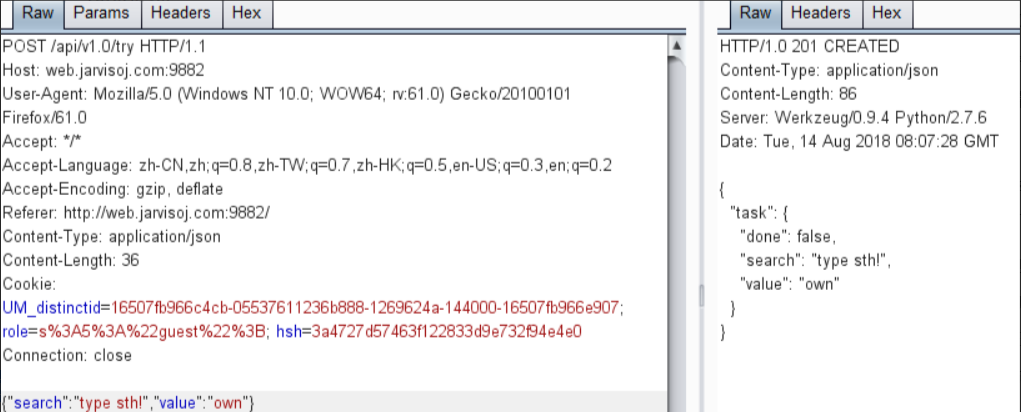 Raw Params Headers Hex
POST /api/v1.0/try HTTP/1.1
Host: web.jarvisoj.com:9882
User-Agent: Mozilla/5.0 (Windows NT 10.0; WOW64; rv:61.0) Gecko/20100101
Firefox/61.0
Accept: */*
Accept-Language: zh-CN,zh;q=0.8,zh-TW;q=0.7,zh-HK;q=0.5,en-US;q=0.3,en;q=0.2
Accept-Encoding: gzip, deflate
Referer: http://web.jarvisoj.com:9882/
Content-Type: application/json
Content-Length: 36
Cookie:
UM_distinctid=16507fb966c4cb-05537611236b888-1269624a-144000-16507fb966e907;
role=s%3A5%3A%22guest%22%3B; hsh=3a4727d57463f122833d9e732f94e4e0
Connection: close
{"search":"type sth!","value":"own"}
Raw Headers Hex
HTTP/1.0 201 CREATED
Content-Type: application/json
Content-Length: 86
Server: Werkzeug/0.9.4 Python/2.7.6
Date: Tue, 14 Aug 2018 08:07:28 GMT
{
"task": {
"done": false,
"search": "type sth!",
"value": "own"
}
}